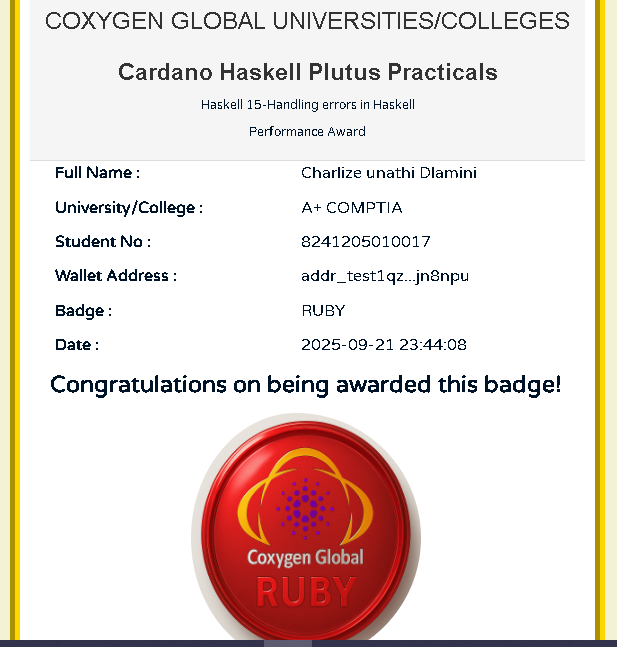 COXYGEN GLOBAL UNIVERSITIES/COLLEGES
Cardano Haskell Plutus Practicals
Haskell 15-Handling errors in Haskell
Performance Award
Full Name : Charlize unathi Dlamini
University/College : A+ COMPTIA
Student No : 8241205010017
Wallet Address : addr_test1qz...jn8npu
Badge : RUBY
Date : 2025-09-21 23:44:08
Congratulations on being awarded this badge!
Coxygen Global
RUBY